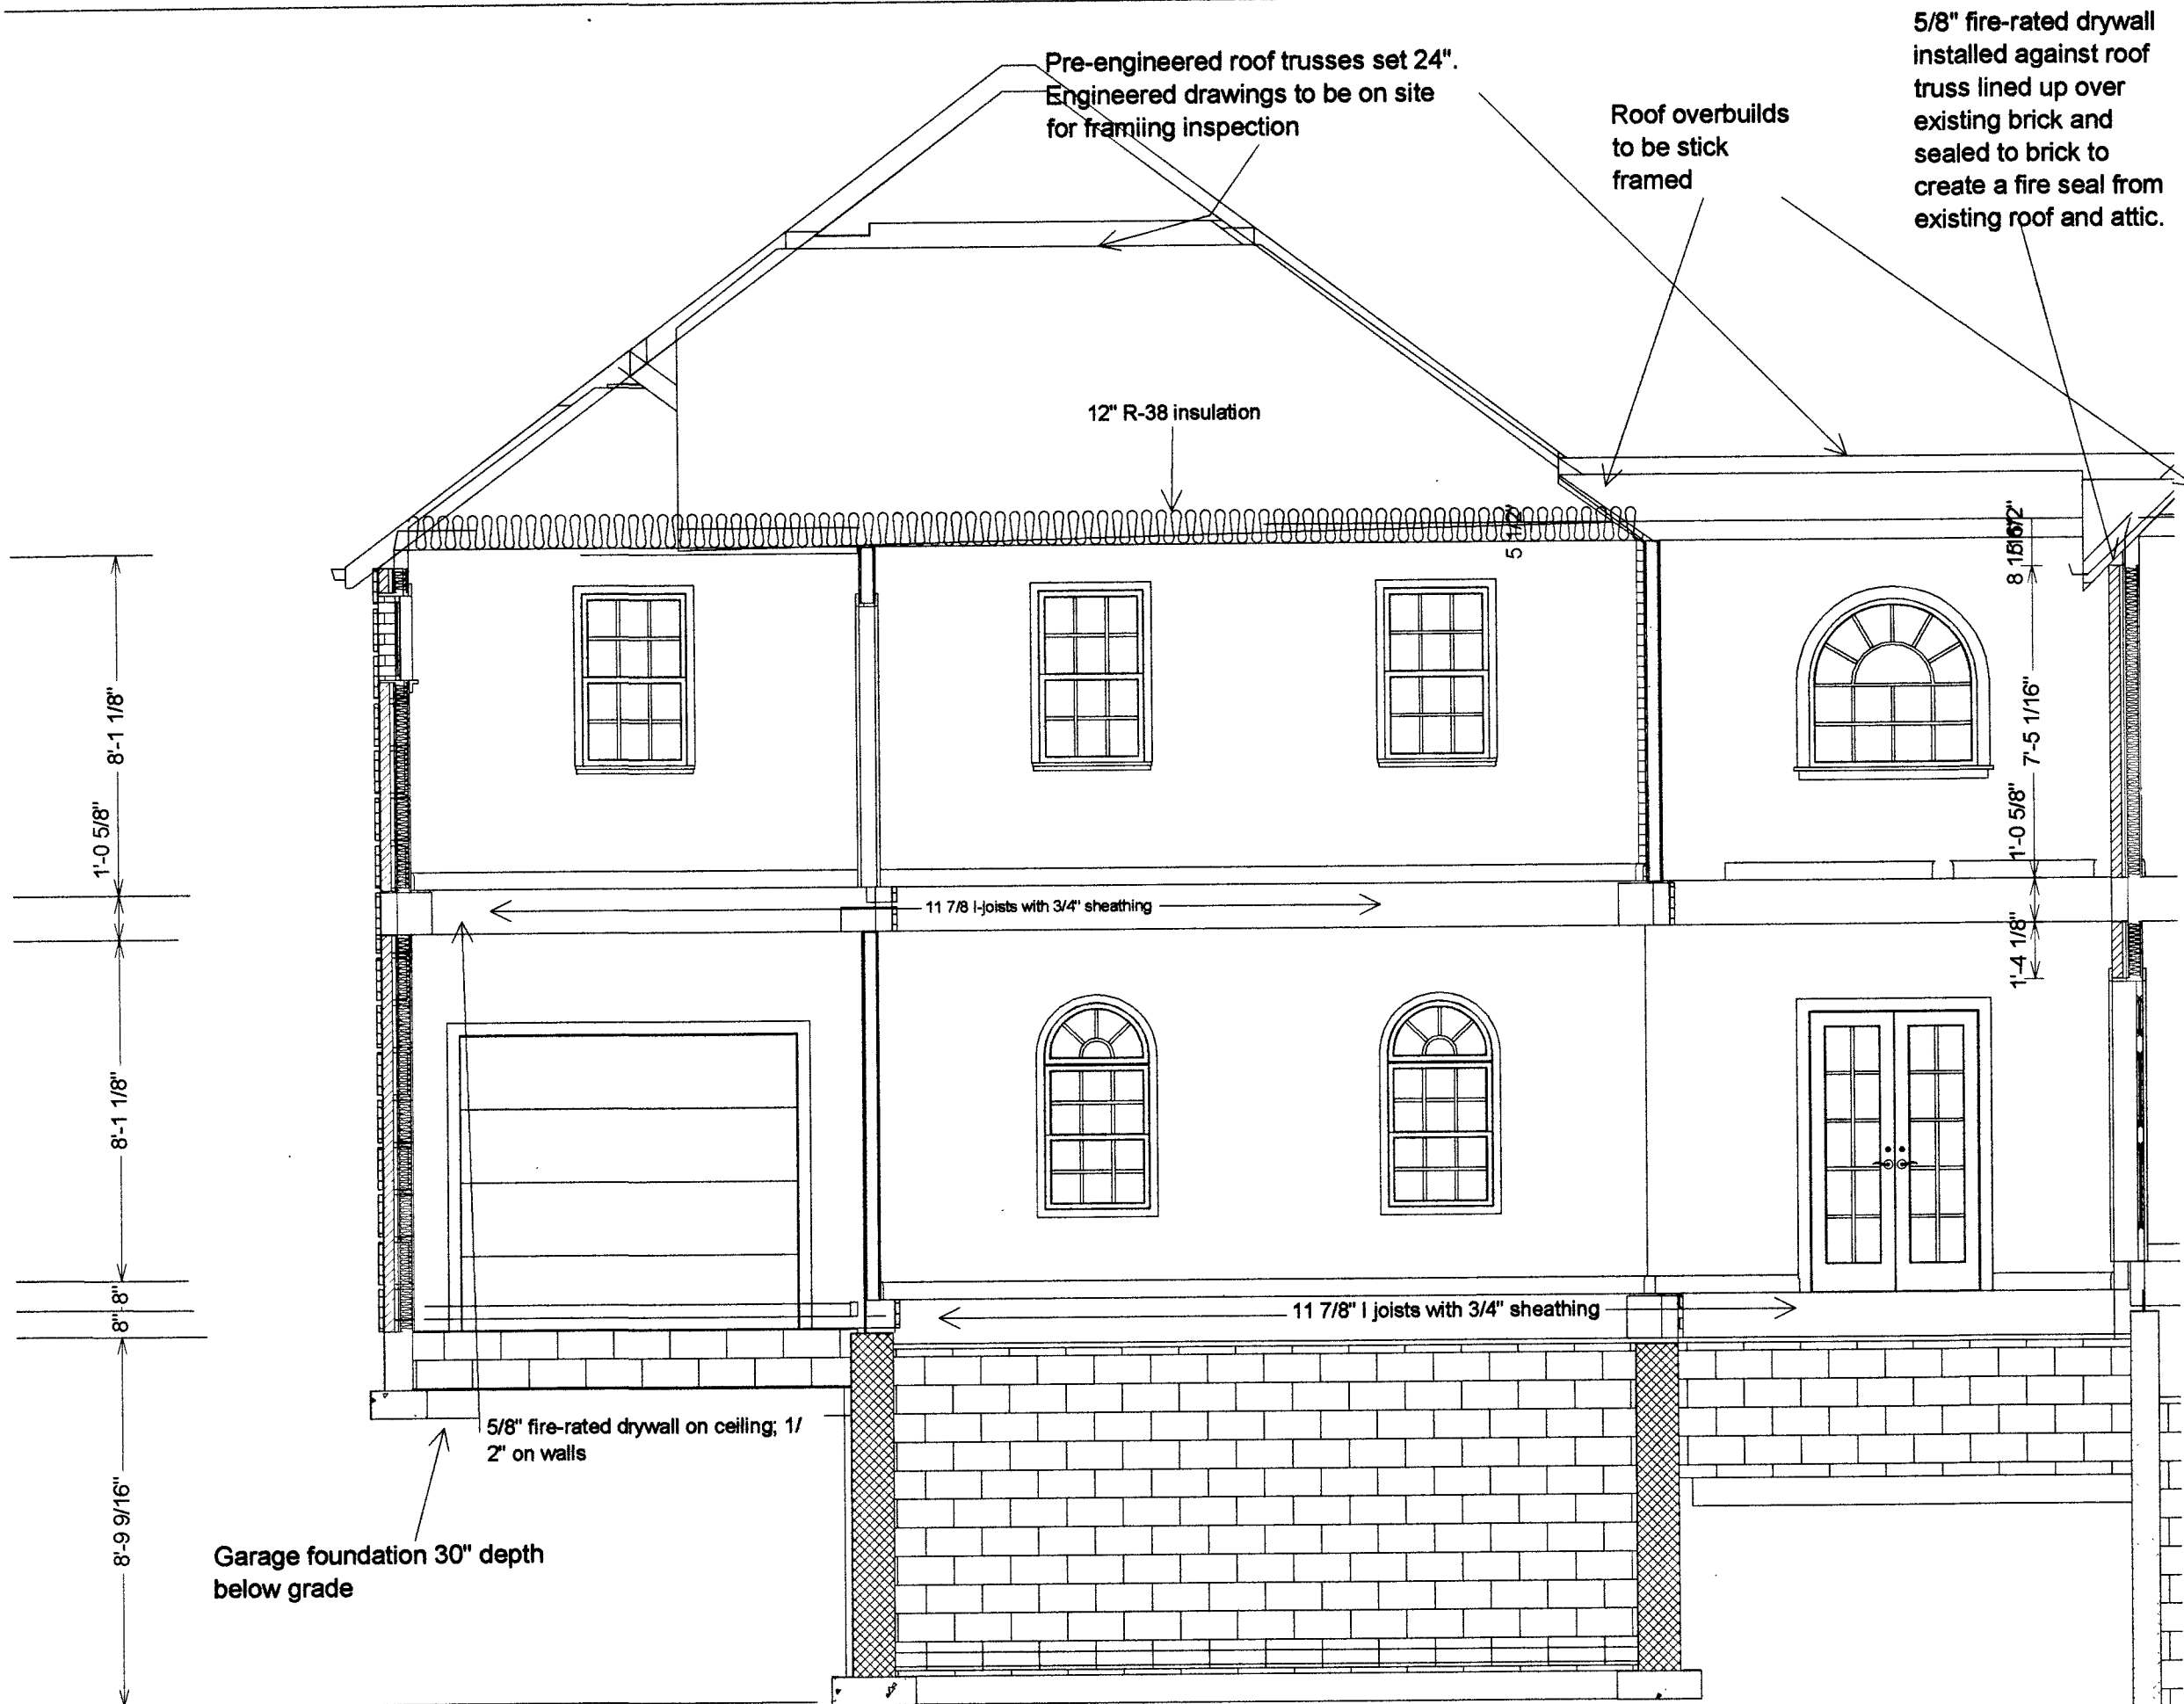 Pre-engineered roof trusses set 24".
Engineered drawings to be on site
for framiing inspection
Roof overbuilds
to be stick
framed
5/8" fire-rated drywall
installed against roof
truss lined up over
existing brick and
sealed to brick to
create a fire seal from
existing roof and attic.
12" R-38 insulation
5 1/2"
8'-1 1/8"
1'-0 5/8"
7'-5 1/16"
1'-0 5/8"
11 7/8 I-joists with 3/4" sheathing
1'-4 1/8"
8'-1 1/8"
8"
8"
11 7/8" I joists with 3/4" sheathing
5/8" fire-rated drywall on ceiling; 1/
2" on walls
8'-9 9/16"
Garage foundation 30" depth
below grade